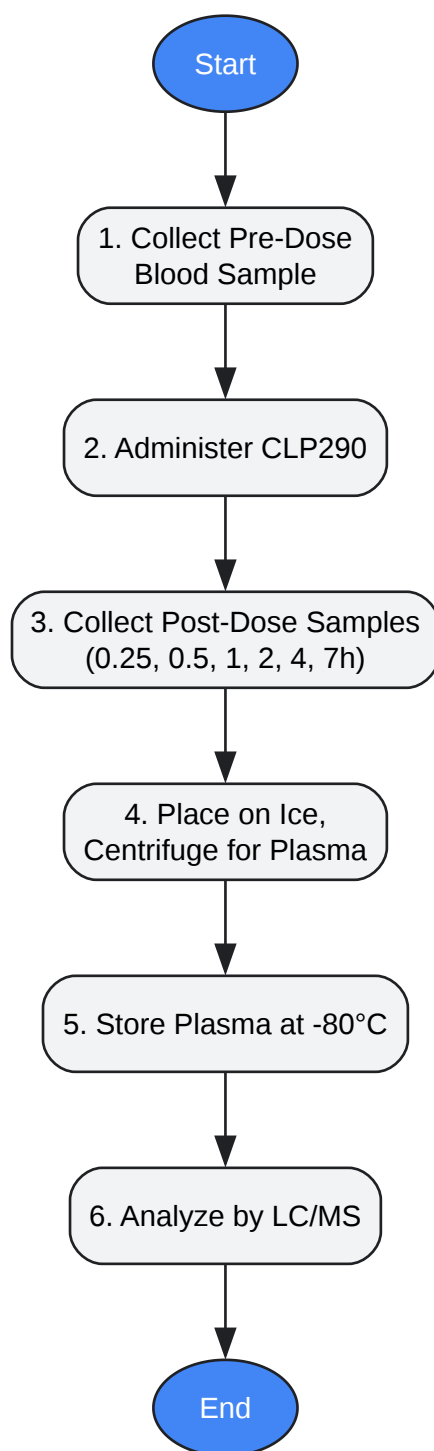 Start
1. Collect Pre-Dose
Blood Sample
2. Administer CLP290
3. Collect Post-Dose Samples
(0.25, 0.5, 1, 2, 4, 7h)
4. Place on Ice,
Centrifuge for Plasma
5. Store Plasma at -80°C
6. Analyze by LC/MS
End